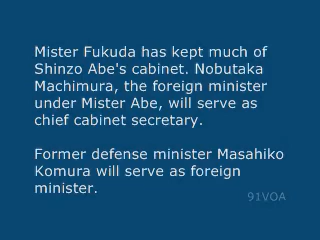 Mister Fukuda has kept much of
Shinzo Abe's cabinet. Nobutaka
Machimura, the foreign minister
under Mister Abe, will serve as
chief cabinet secretary.
Former defense minister Masahiko
Komura will serve as foreign
minister.
91VOA